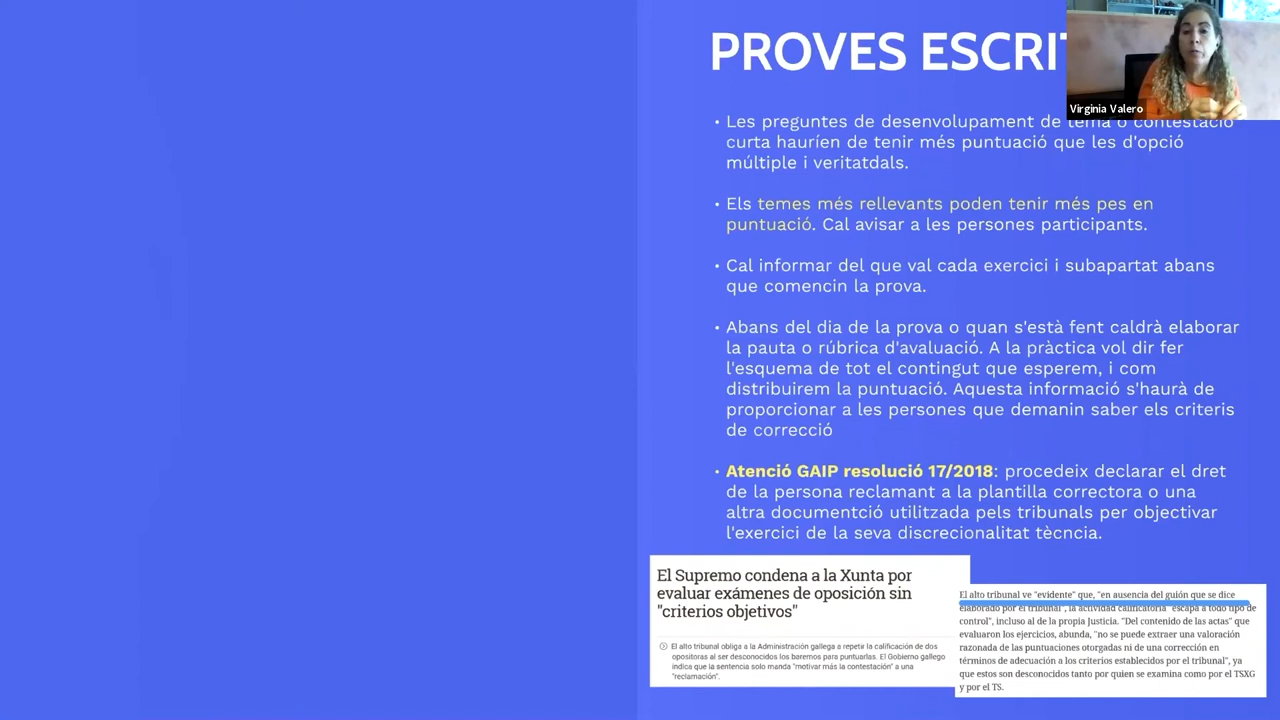 PROVES ESCRIT
Virginia Valero
• Les preguntes de desenvolupament de tema o contestació
curta hauríen de tenir més puntuació que les d'opció
múltiple i veritatdals.
• Els temes més rellevants poden tenir més pes en
puntuació. Cal avisar a les persones participants.
• Cal informar del que val cada exercici i subapartat abans
que comencin la prova.
• Abans del dia de la prova o quan s'està fent caldrà elaborar
la pauta o rúbrica d'avaluació. A la pràctica vol dir fer
l'esquema de tot el contingut que esperem, i com
distribuirem la puntuació. Aquesta informació s'haurà de
proporcionar a les persones que demanin saber els criteris
de correcció
• Atenció GAIP resolució 17/2018: procedeix declarar el dret
de la persona reclamant a la plantilla correctora o una
altra documentció utilitzada pels tribunals per objectivar
l'exercici de la seva discrecionalitat tècncia.
El Supremo condena a la Xunta por
evaluar exámenes de oposición sin
"criterios objetivos"
El alto tribunal obliga a la Administración gallega a repetir la calificación de dos
opositoras al ser desconocidos los baremos para puntuarlas. El Gobierno gallego
indica que la sentencia solo manda "motivar más la contestación" a una
"reclamación".
El alto tribunal ve "evidente" que, "en ausencia del guión que se dice
elaborado por el tribunal", la actividad calificatoria "escapa a todo tipo de
control", incluso al de la propia Justicia. "Del contenido de las actas" que
evaluaron los ejercicios, abunda, "no se puede extraer una valoración
razonada de las puntuaciones otorgadas ni de una corrección en
términos de adecuación a los criterios establecidos por el tribunal", ya
que estos son desconocidos tanto por quien se examina como por el TSXG
y por el TS.